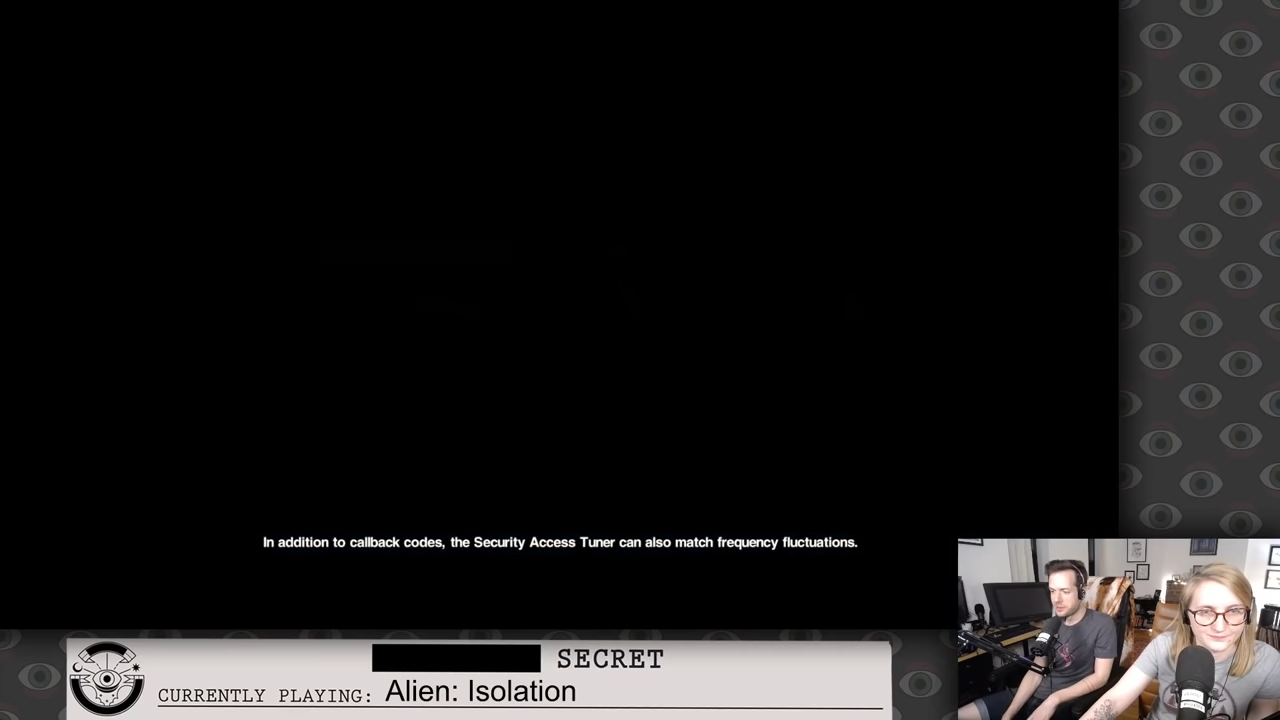 In addition to callback codes, the Security Access Tuner can also match frequency fluctuations.
SECRET
CURRENTLY PLAYING: Alien: Isolation